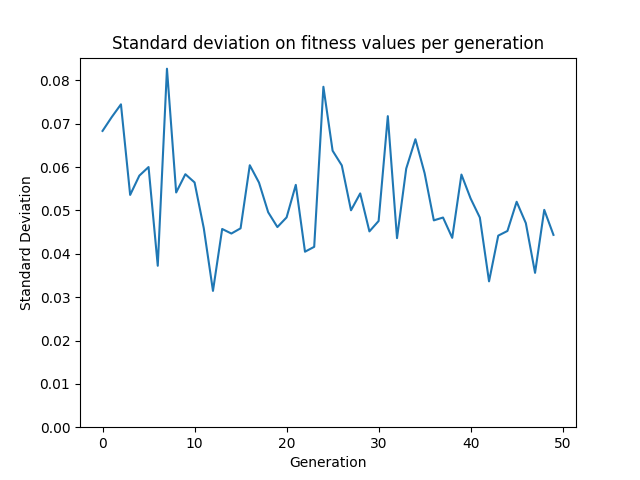 Standard deviation on fitness values per generation
Standard Deviation
0.08
0.07
0.06
0.05
0.04
0.03
0.02
0.01
0.00
0 10 20 30 40 50
Generation